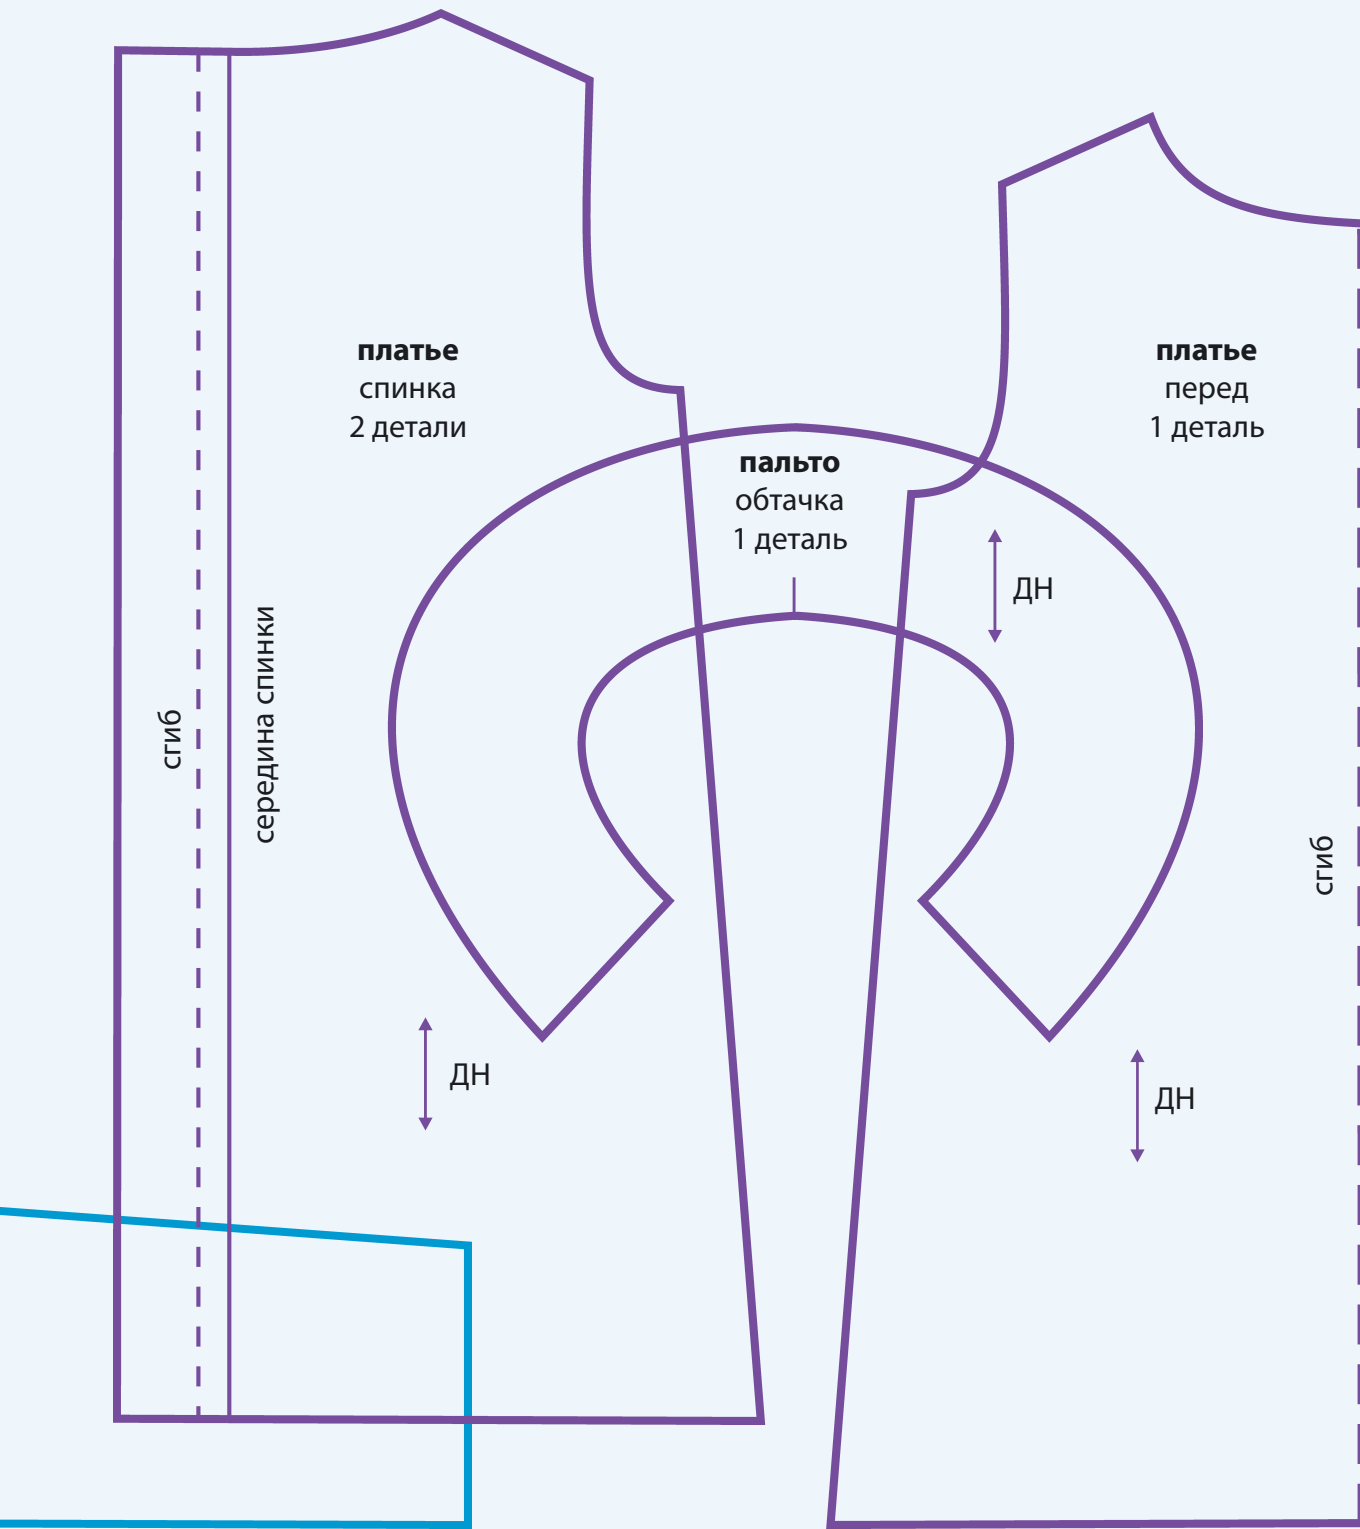 платье
спинка
2 детали
платье
перед
1 деталь
пальто
обтачка
1 деталь
ДН
сгиб
середина спинки
сгиб
ДН
ДН